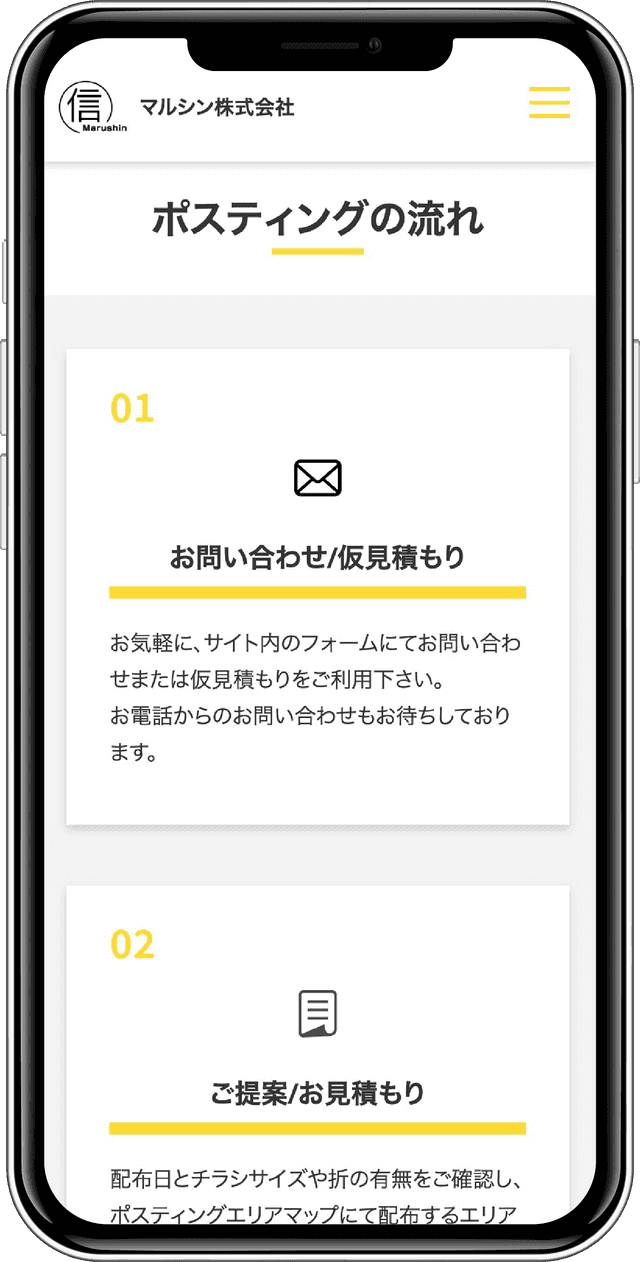 信
Marushin
マルシン株式会社
ポスティングの流れ
01
お問い合わせ/仮見積もり
お気軽に、サイト内のフォームにてお問い合わ
せまたは仮見積もりをご利用下さい。
お電話からのお問い合わせもお待ちしており
ます。
02
ご提案/お見積もり
配布日とチラシサイズや折の有無をご確認し、
ポスティングエリアマップにて配布するエリア